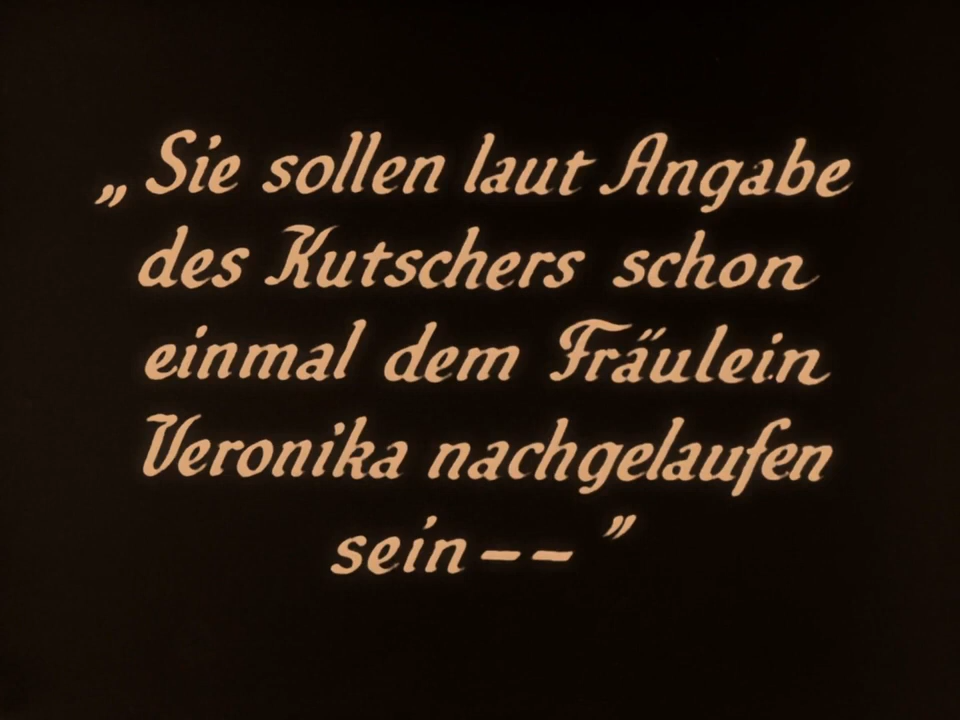 „Sie sollen laut Angabe
des Kutschers schon
einmal dem Fräulein
Veronika nachgelaufen
sein — — ”